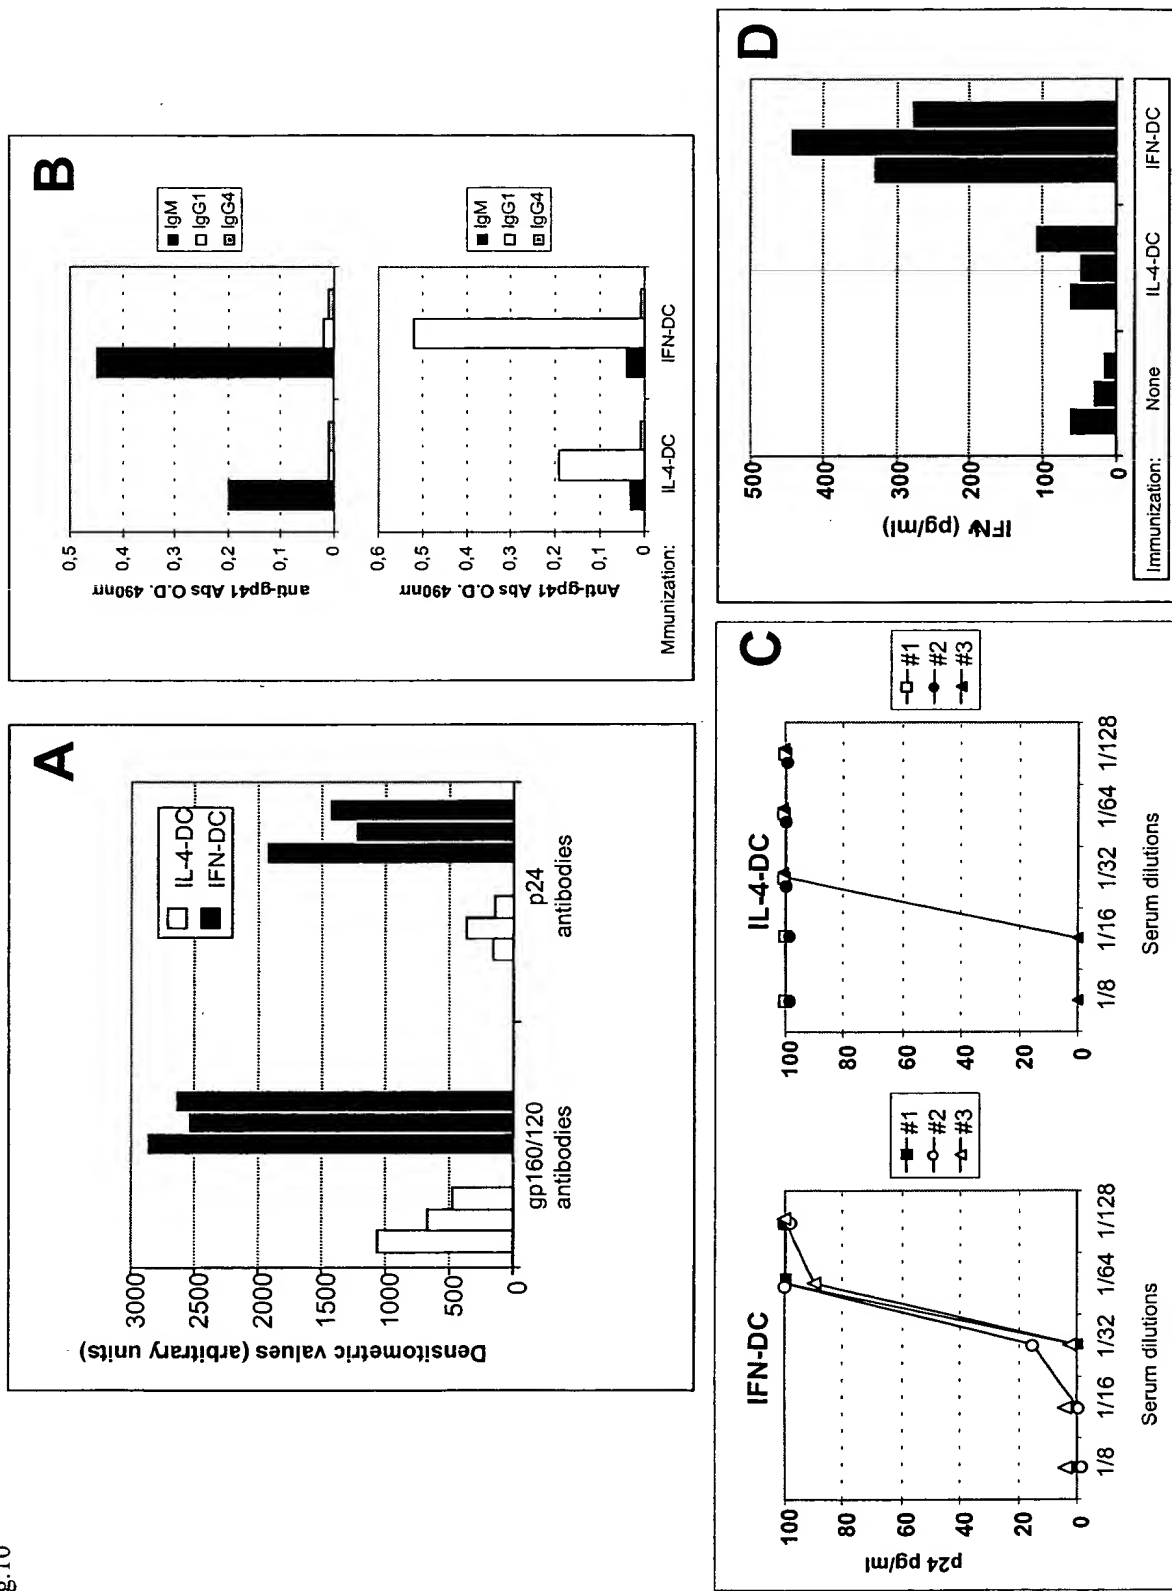 g.10
A
Densitometric values (arbitrary units)
3000
2500
2000
1500
1000
500
0
IL-4-DC
IFN-DC
gp160/120
antibodies
p24
antibodies
B
anti-gp41 Abs O.D. 490nm
0,5
0,4
0,3
0,2
0,1
0
IgM
IgG1
IgG4
Anti-gp41 Abs O.D. 490nm
0,6
0,5
0,4
0,3
0,2
0,1
0
IgM
IgG1
IgG4
Mmunization:
IL-4-DC
IFN-DC
C
IFN-DC
p24 pg/ml
100
80
60
40
20
0
1/8
1/16
1/32
1/64
1/128
Serum dilutions
#1
#2
#3
IL-4-DC
100
80
60
40
20
0
1/8
1/16
1/32
1/64
1/128
Serum dilutions
#1
#2
#3
D
IFNγ (pg/ml)
500
400
300
200
100
0
Immunization:
None
IL-4-DC
IFN-DC